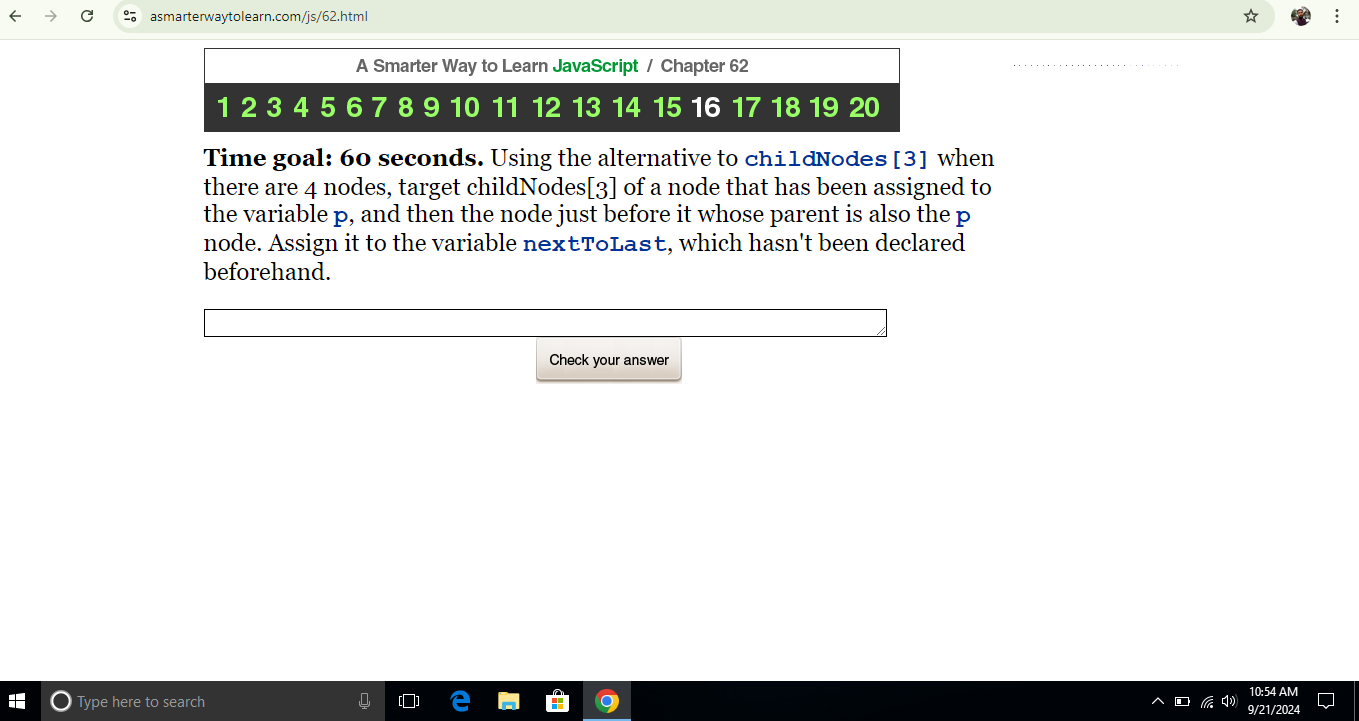 asmarterwaytolearn.com/js/62.html
A Smarter Way to Learn JavaScript / Chapter 62
1 2 3 4 5 6 7 8 9 10 11 12 13 14 15 16 17 18 19 20
Time goal: 60 seconds. Using the alternative to childNodes[3] when
there are 4 nodes, target childNodes[3] of a node that has been assigned to
the variable p, and then the node just before it whose parent is also the p
node. Assign it to the variable nextToLast, which hasn't been declared
beforehand.
Check your answer
Type here to search
10:54 AM
9/21/2024